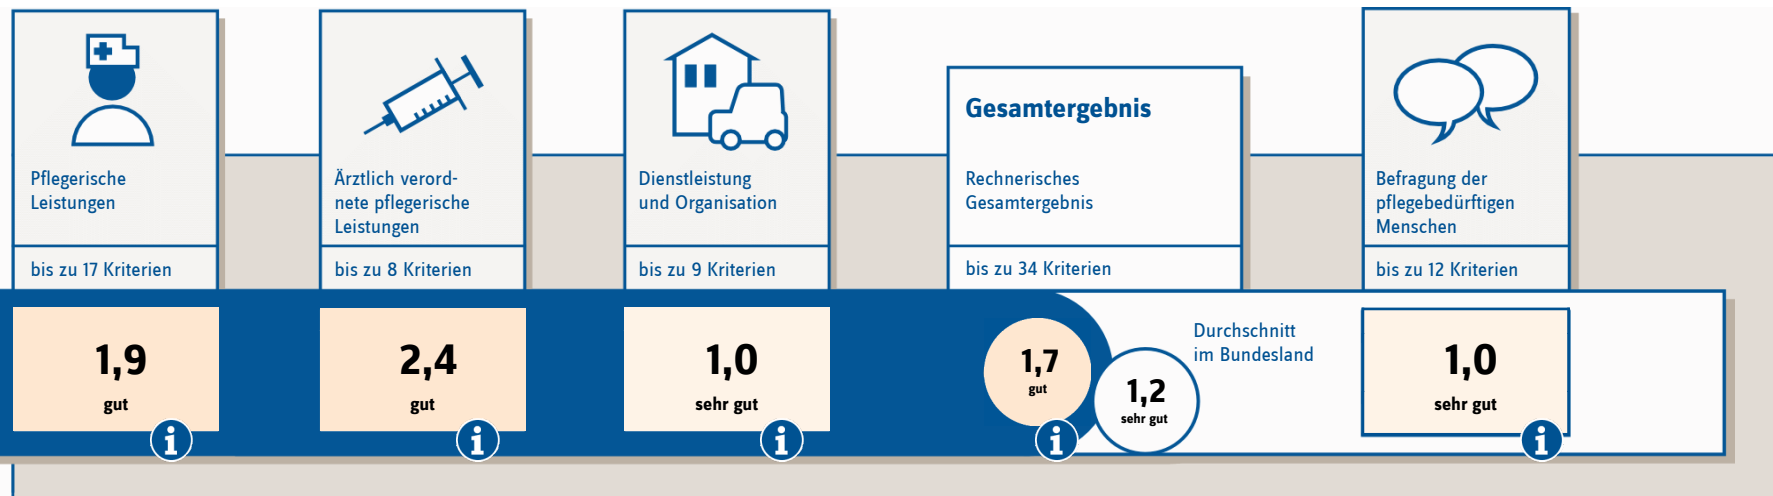 Pflegerische
Leistungen
bis zu 17 Kriterien
1,9
gut
i
Ärztlich verord-
nete pflegerische
Leistungen
bis zu 8 Kriterien
2,4
gut
i
Dienstleistung
und Organisation
bis zu 9 Kriterien
1,0
sehr gut
i
Gesamtergebnis
Rechnerisches
Gesamtergebnis
bis zu 34 Kriterien
1,7
gut
i
1,2
sehr gut
Durchschnitt
im Bundesland
Befragung der
pflegebedürftigen
Menschen
bis zu 12 Kriterien
1,0
sehr gut
i